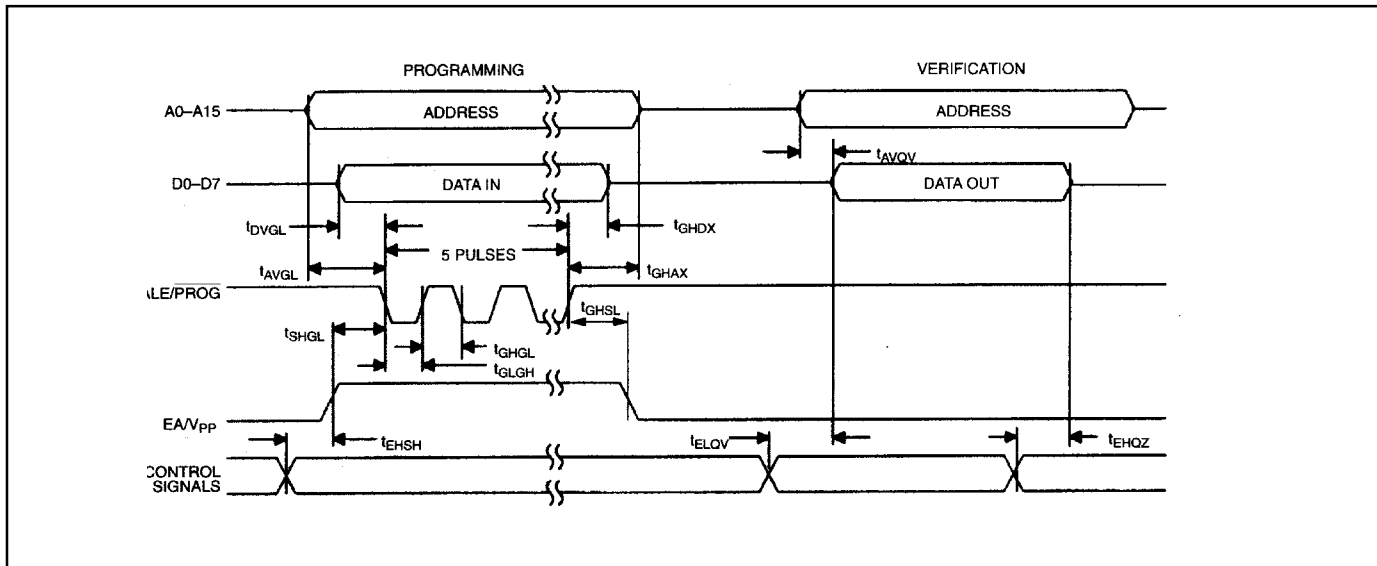 PROGRAMMING
VERIFICATION
A0–A15
ADDRESS
ADDRESS
tAVQV
D0–D7
DATA IN
DATA OUT
tDVGL
tGHDX
5 PULSES
tAVGL
tGHAX
ALE/PROG
tGHSL
tSHGL
tGHGL
tGLGH
EA/VPP
tEHSH
tELQV
tEHQZ
CONTROL
SIGNALS